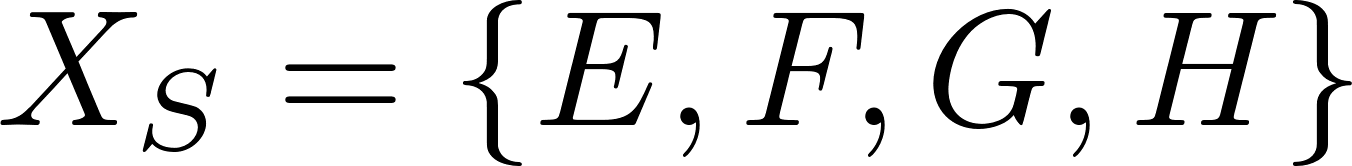 X_S = {E, F, G, H}